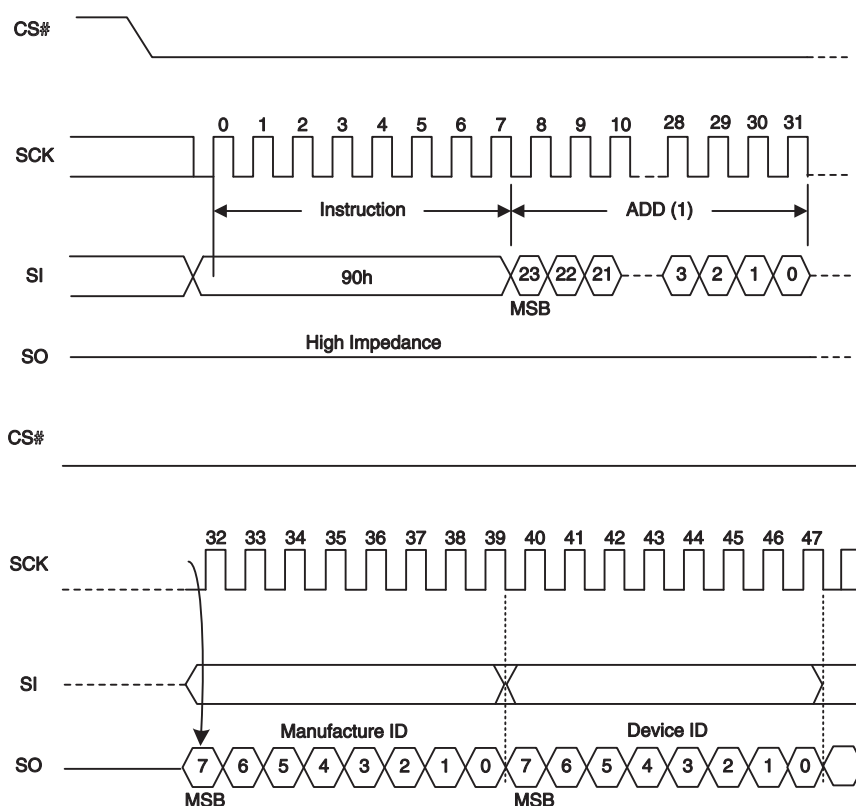 CS#
0 1 2 3 4 5 6 7 8 9 10 28 29 30 31
SCK
Instruction ADD (1)
SI 90h 23 22 21 3 2 1 0
MSB
High Impedance
SO
CS#
32 33 34 35 36 37 38 39 40 41 42 43 44 45 46 47
SCK
SI
Manufacture ID Device ID
SO 7 6 5 4 3 2 1 0 7 6 5 4 3 2 1 0
MSB MSB